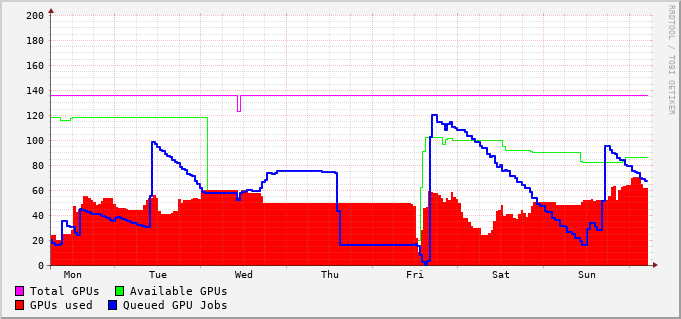 200
180
160
140
120
100
80
60
40
20
0
Mon Tue Wed Thu Fri Sat Sun
Total GPUs Available GPUs
GPUs used Queued GPU Jobs
RRDTOOL / TOBI OETIKER